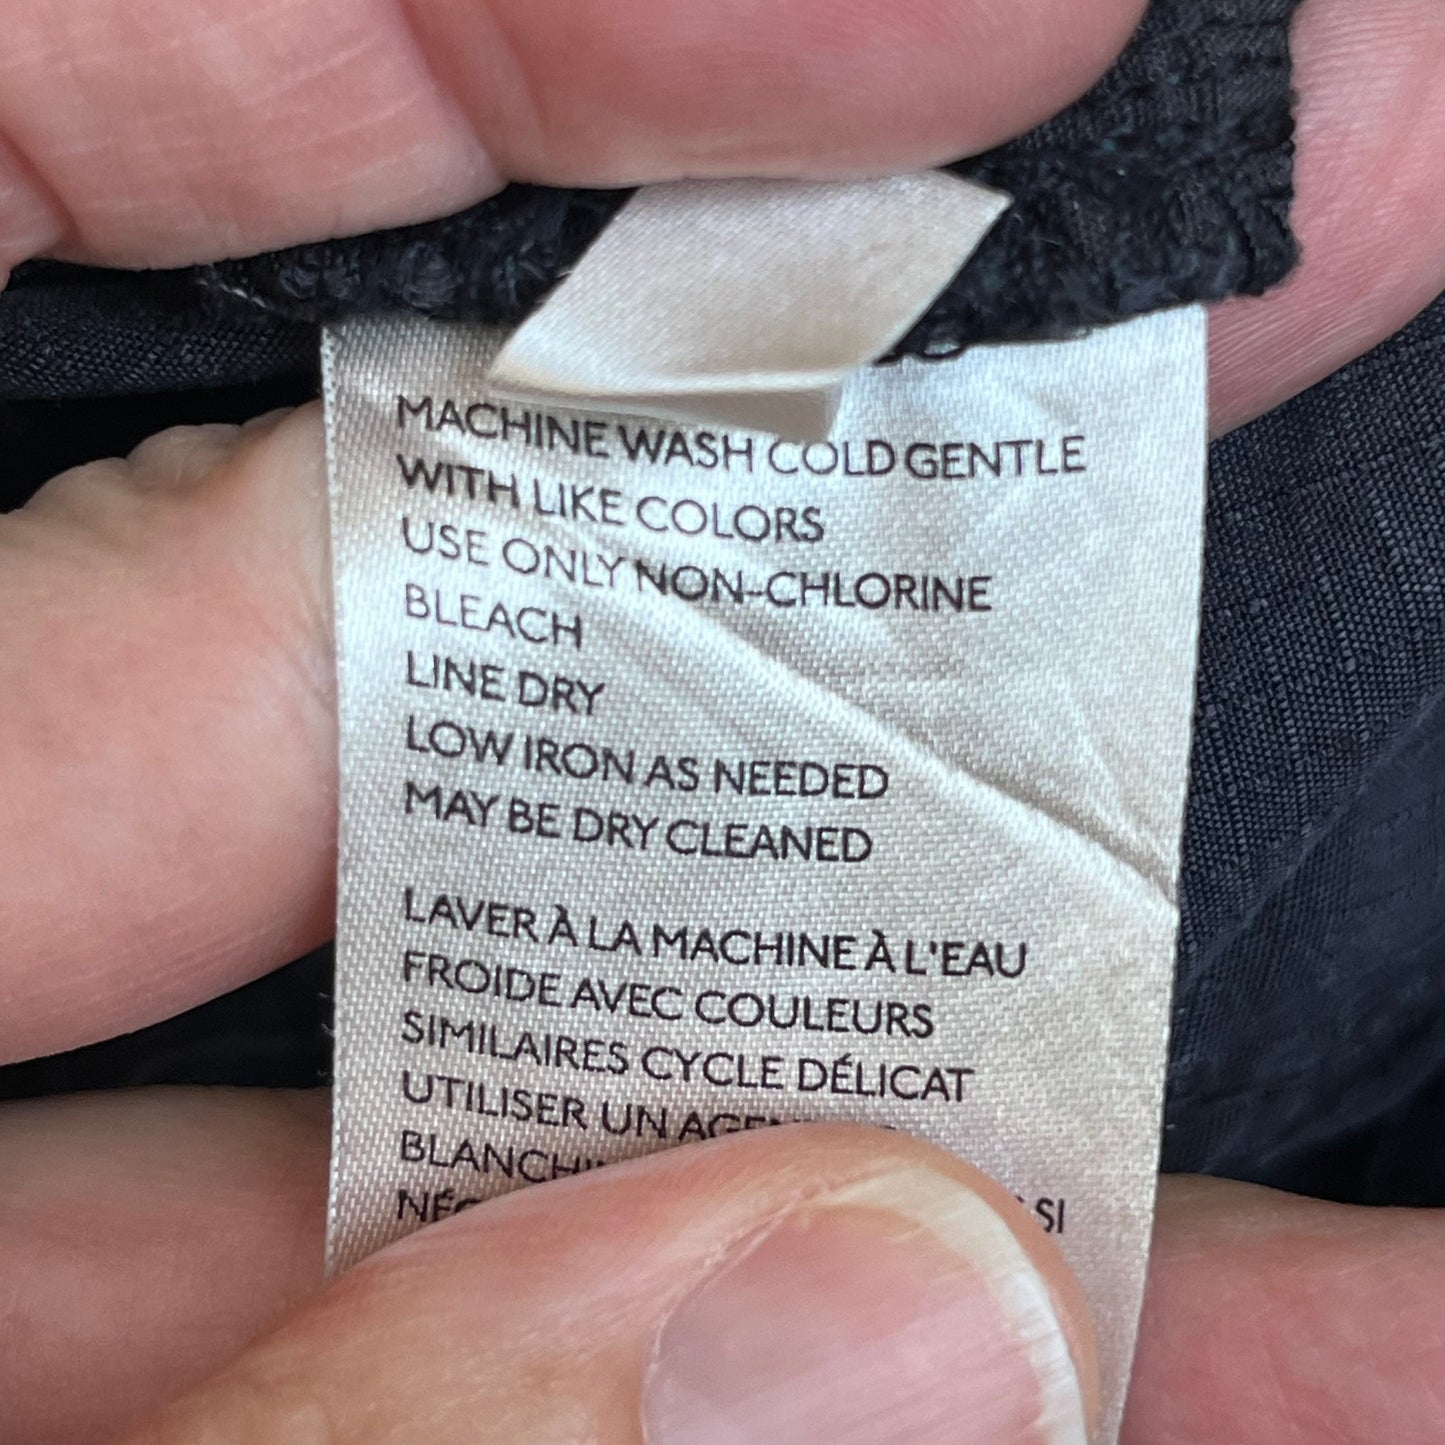 MACHINE WASH COLD GENTLE
WITH LIKE COLORS
USE ONLY NON-CHLORINE
BLEACH
LINE DRY
LOW IRON AS NEEDED
MAY BE DRY CLEANED
LAVER À LA MACHINE À L'EAU
FROIDE AVEC COULEURS
SIMILAIRES CYCLE DÉLICAT
UTILISER UN
SI